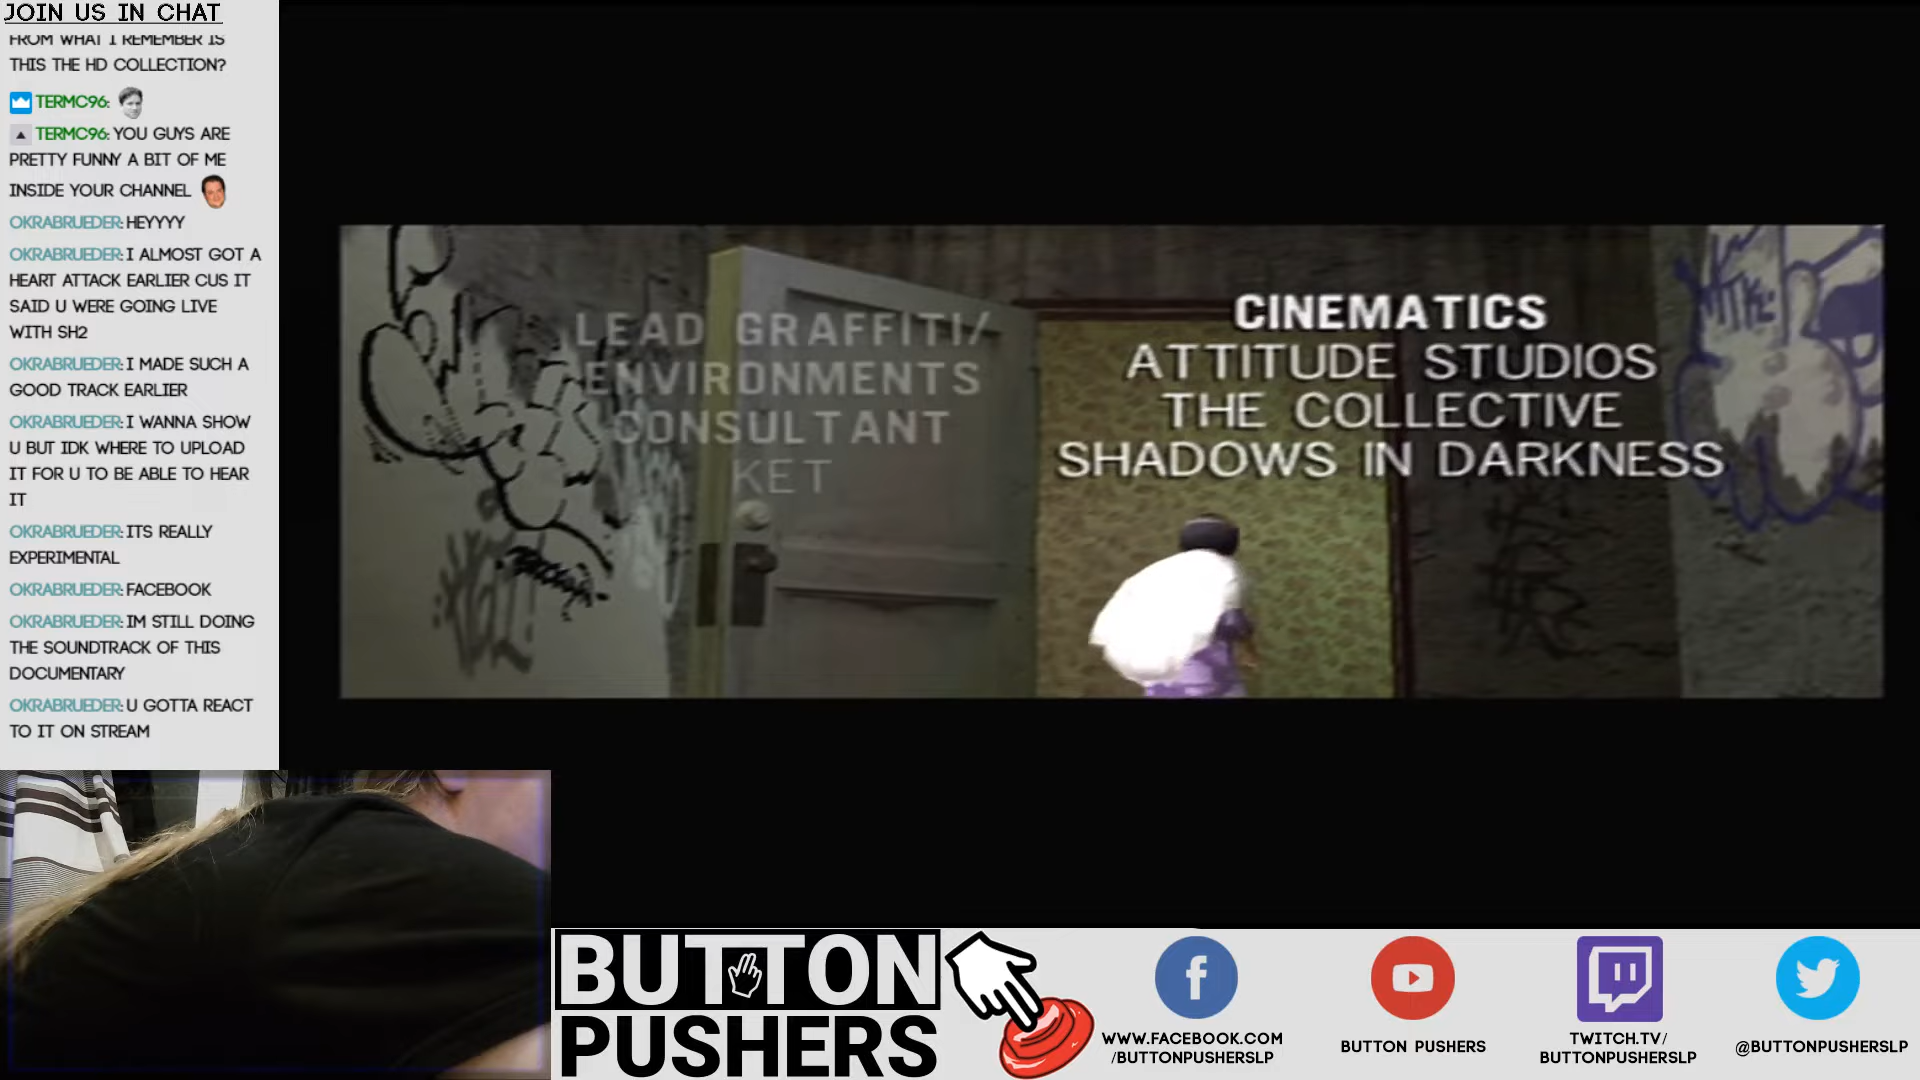 JOIN US IN CHAT
FROM WHAT I REMEMBER IS
THIS THE HD COLLECTION?
TERMC96:
TERMC96: YOU GUYS ARE
PRETTY FUNNY A BIT OF ME
INSIDE YOUR CHANNEL
OKRABRUEDER: HEYYYY
OKRABRUEDER: I ALMOST GOT A
HEART ATTACK EARLIER CUS IT
SAID U WERE GOING LIVE
WITH SH2
OKRABRUEDER: I MADE SUCH A
GOOD TRACK EARLIER
OKRABRUEDER: I WANNA SHOW
U BUT IDK WHERE TO UPLOAD
IT FOR U TO BE ABLE TO HEAR
IT
OKRABRUEDER: ITS REALLY
EXPERIMENTAL
OKRABRUEDER: FACEBOOK
OKRABRUEDER: IM STILL DOING
THE SOUNDTRACK OF THIS
DOCUMENTARY
OKRABRUEDER: U GOTTA REACT
TO IT ON STREAM
LEAD GRAFFITI/
ENVIRONMENTS
CONSULTANT
KET
CINEMATICS
ATTITUDE STUDIOS
THE COLLECTIVE
SHADOWS IN DARKNESS
BUTTON
PUSHERS
WWW.FACEBOOK.COM
/BUTTONPUSHERSLP
BUTTON PUSHERS
TWITCH.TV/
BUTTONPUSHERSLP
@BUTTONPUSHERSLP